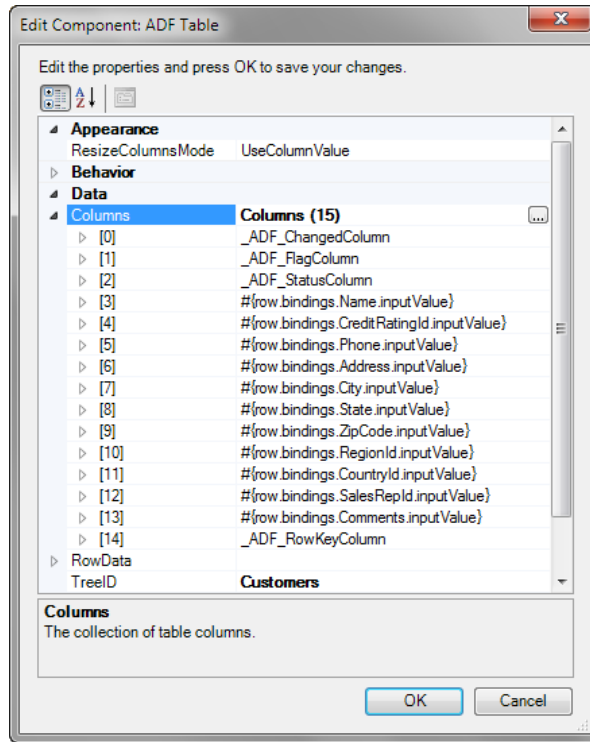 Edit Component: ADF Table
Edit the properties and press OK to save your changes.
Appearance
ResizeColumnsMode UseColumnValue
Behavior
Data
Columns Columns (15) ...
[0] _ADF_ChangedColumn
[1] _ADF_FlagColumn
[2] _ADF_StatusColumn
[3] #{row.bindings.Name.inputValue}
[4] #{row.bindings.CreditRatingId.inputValue}
[5] #{row.bindings.Phone.inputValue}
[6] #{row.bindings.Address.inputValue}
[7] #{row.bindings.City.inputValue}
[8] #{row.bindings.State.inputValue}
[9] #{row.bindings.ZipCode.inputValue}
[10] #{row.bindings.RegionId.inputValue}
[11] #{row.bindings.CountryId.inputValue}
[12] #{row.bindings.SalesRepId.inputValue}
[13] #{row.bindings.Comments.inputValue}
[14] _ADF_RowKeyColumn
RowData
TreeID Customers
Columns
The collection of table columns.
OK Cancel